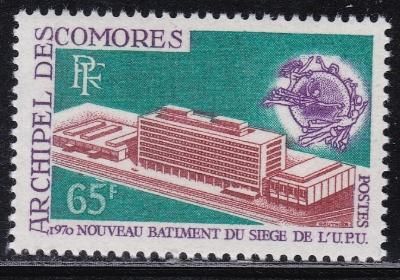 ARCHIPEL DES COMORES
RF
65F
POSTES
1970 NOUVEAU BATIMENT DU SIEGE DE L'U.P.U.